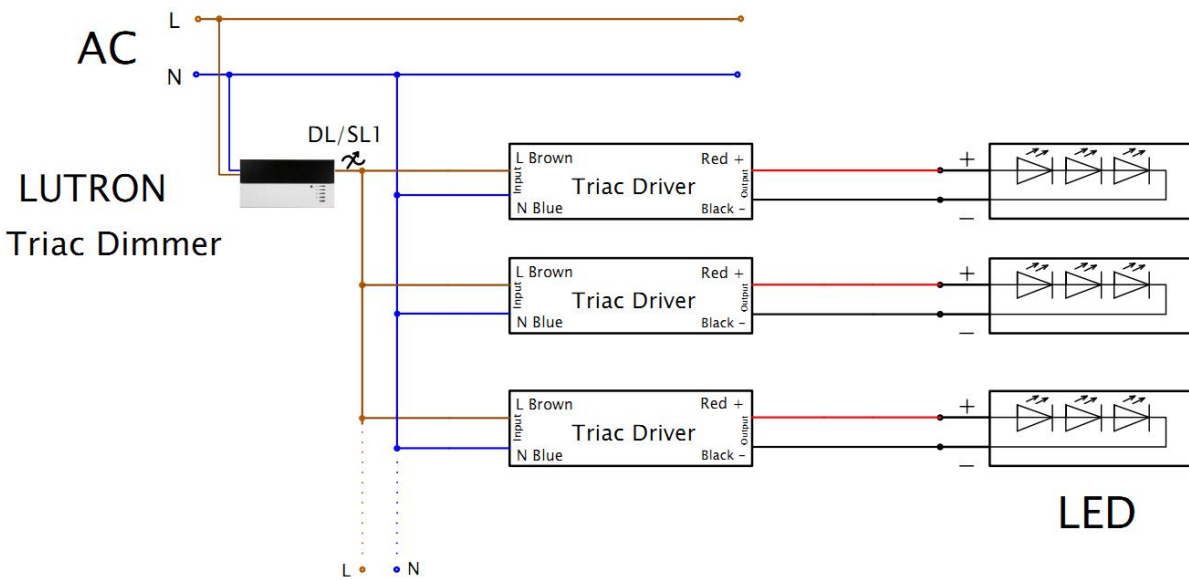 L
AC
N
DL/SL1
LUTRON
Triac Dimmer
L Brown
Red +
Input
Triac Driver
Output
N Blue
Black -
+
-
L Brown
Red +
Input
Triac Driver
Output
N Blue
Black -
+
-
L Brown
Red +
Input
Triac Driver
Output
N Blue
Black -
+
-
LED
L
N